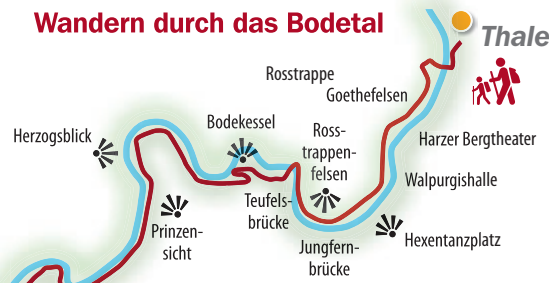 Wandern durch das Bodetal
Thale
Rosstrappe
Goethefelsen
Bodekessel
Ross-
trappen-
felsen
Herzogsblick
Harzer Bergtheater
Walpurgishalle
Teufels-
brücke
Prinzen-
sicht
Jungfern-
brücke
Hexentanzplatz